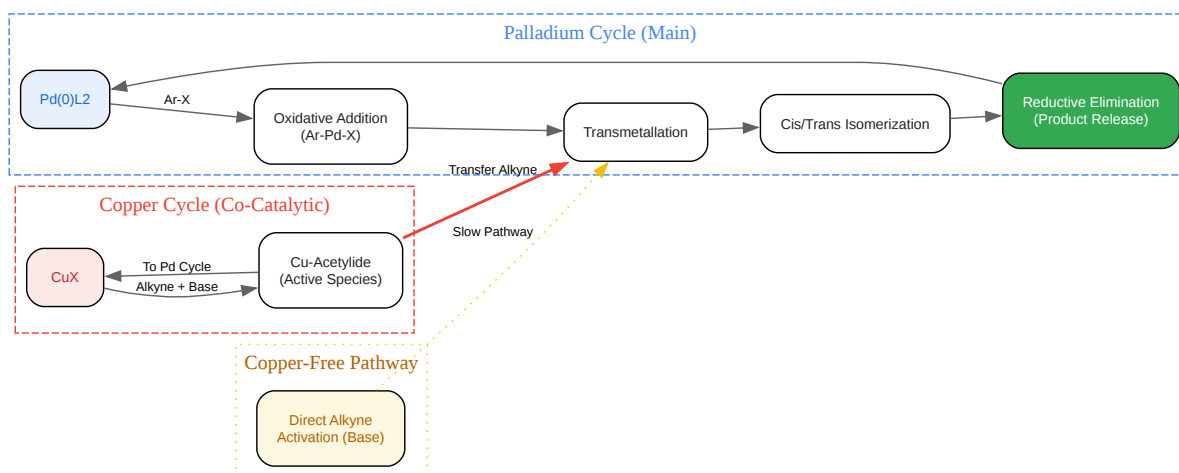 Palladium Cycle (Main)
Pd(0)L2
Ar-X
Oxidative Addition
(Ar-Pd-X)
Transmetallation
Cis/Trans Isomerization
Reductive Elimination
(Product Release)
Transfer Alkyne
Slow Pathway
Copper Cycle (Co-Catalytic)
CuX
To Pd Cycle
Alkyne + Base
Cu-Acetylide
(Active Species)
Copper-Free Pathway
Direct Alkyne
Activation (Base)